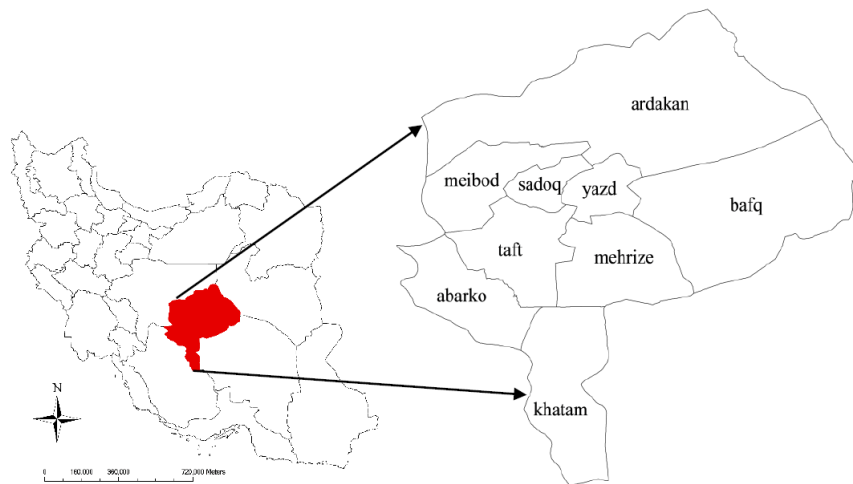 ardakan
meibod
sadoq
yazd
bafq
taft
mehrize
abarko
khatam
N
0 180,000 360,000 720,000 Meters